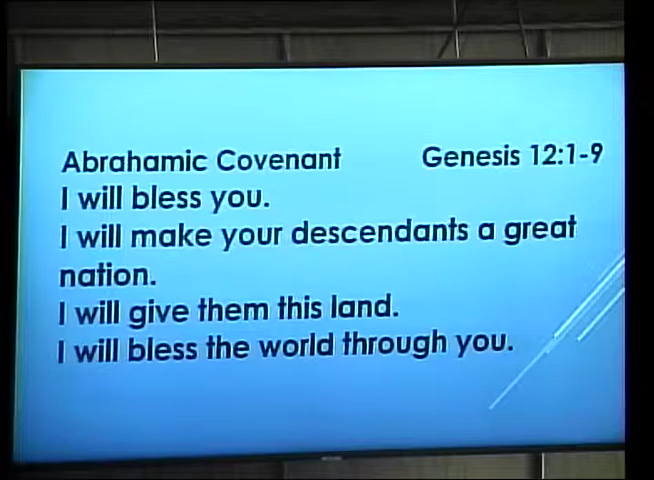 Abrahamic Covenant Genesis 12:1-9
I will bless you.
I will make your descendants a great
nation.
I will give them this land.
I will bless the world through you.